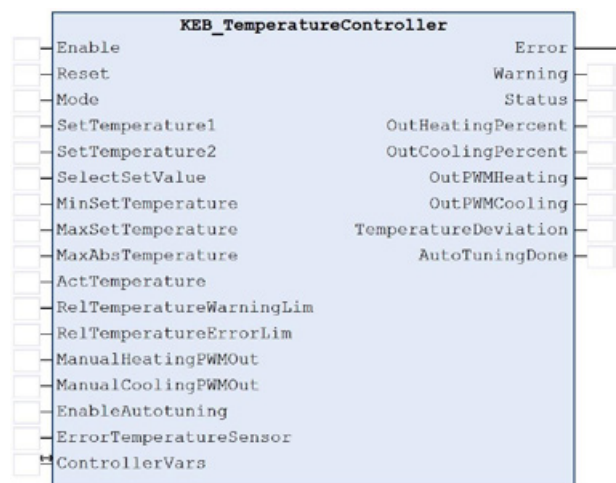 KEB_TemperatureController
Enable Error
Reset Warning
Mode Status
SetTemperature1 OutHeatingPercent
SetTemperature2 OutCoolingPercent
SelectSetValue OutPWMHeating
MinSetTemperature OutPWMCooling
MaxSetTemperature TemperatureDeviation
MaxAbsTemperature AutoTuningDone
ActTemperature
RelTemperatureWarningLim
RelTemperatureErrorLim
ManualHeatingPWMOut
ManualCoolingPWMOut
EnableAutotuning
ErrorTemperatureSensor
ControllerVars